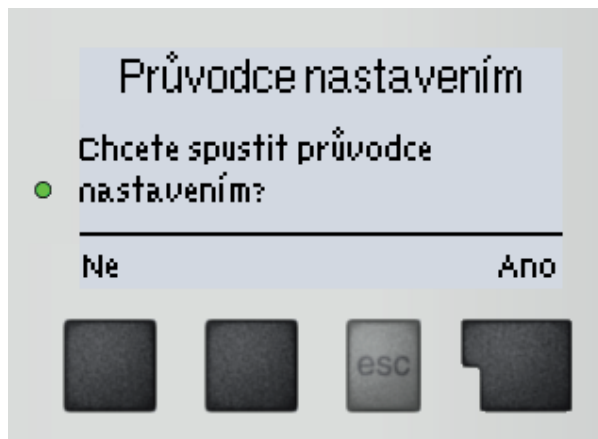 Průvodce nastavením
Chcete spustit průvodce
nastavením?
Ne Ano
esc